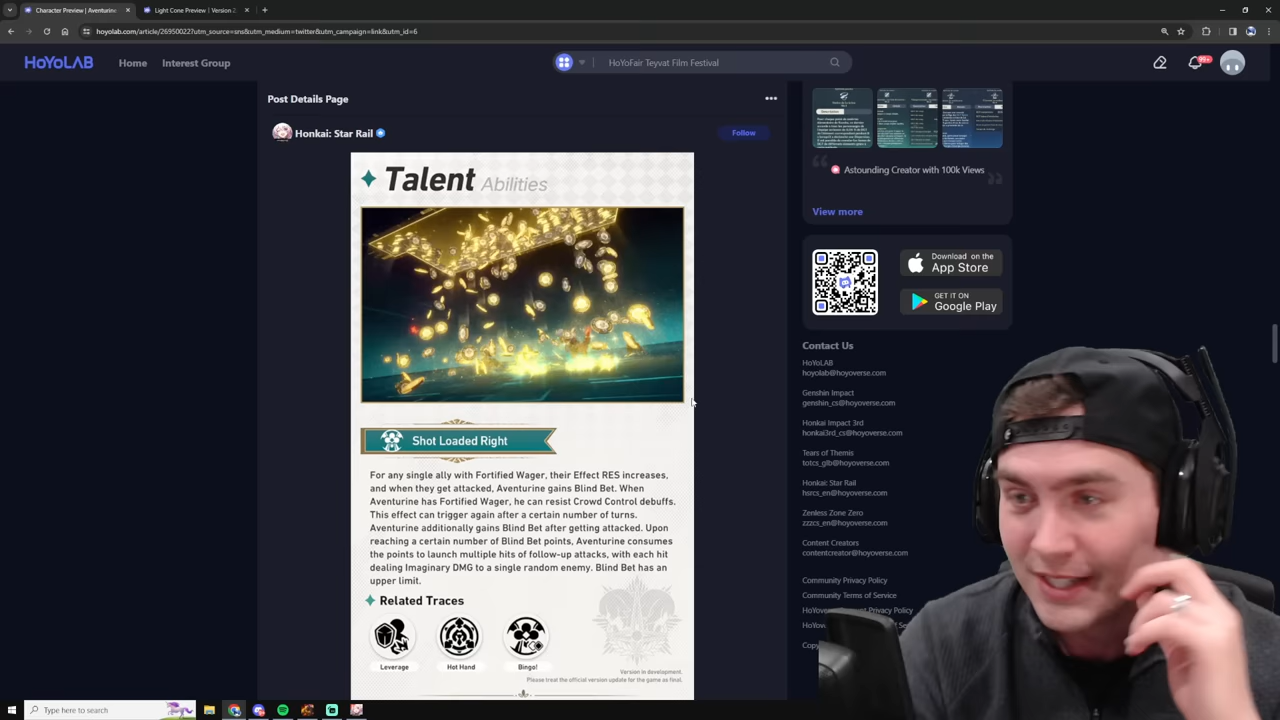 Character Preview | Aventurin
Light Cone Preview | Version 2
hoyolab.com/article/26950022?utm_source=sns&utm_medium=twitter&utm_campaign=link&utm_id=6
HoYoLAB
Home
Interest Group
HoYoFair Teyvat Film Festival
99+
Post Details Page
Honkai: Star Rail
Follow
Talent Abilities
Shot Loaded Right
For any single ally with Fortified Wager, their Effect RES increases,
and when they get attacked, Aventurine gains Blind Bet. When
Aventurine has Fortified Wager, he can resist Crowd Control debuffs.
This effect can trigger again after a certain number of turns.
Aventurine additionally gains Blind Bet after getting attacked. Upon
reaching a certain number of Blind Bet points, Aventurine consumes
the points to launch multiple hits of follow-up attacks, with each hit
dealing Imaginary DMG to a single random enemy. Blind Bet has an
upper limit.
Related Traces
Leverage
Hot Hand
Bingo!
Version in development.
Please treat the official version update for the game as final.
Astounding Creator with 100k Views
View more
Download on the
App Store
GET IT ON
Google Play
Contact Us
HoYoLAB
hoyolab@hoyoverse.com
Genshin Impact
genshin_cs@hoyoverse.com
Honkai Impact 3rd
honkai3rd_cs@hoyoverse.com
Tears of Themis
totcs_glb@hoyoverse.com
Honkai: Star Rail
hsrcs_en@hoyoverse.com
Zenless Zone Zero
zzzcs_en@hoyoverse.com
Content Creators
contentcreator@hoyoverse.com
Community Privacy Policy
Community Terms of Service
Privacy Policy
Type here to search